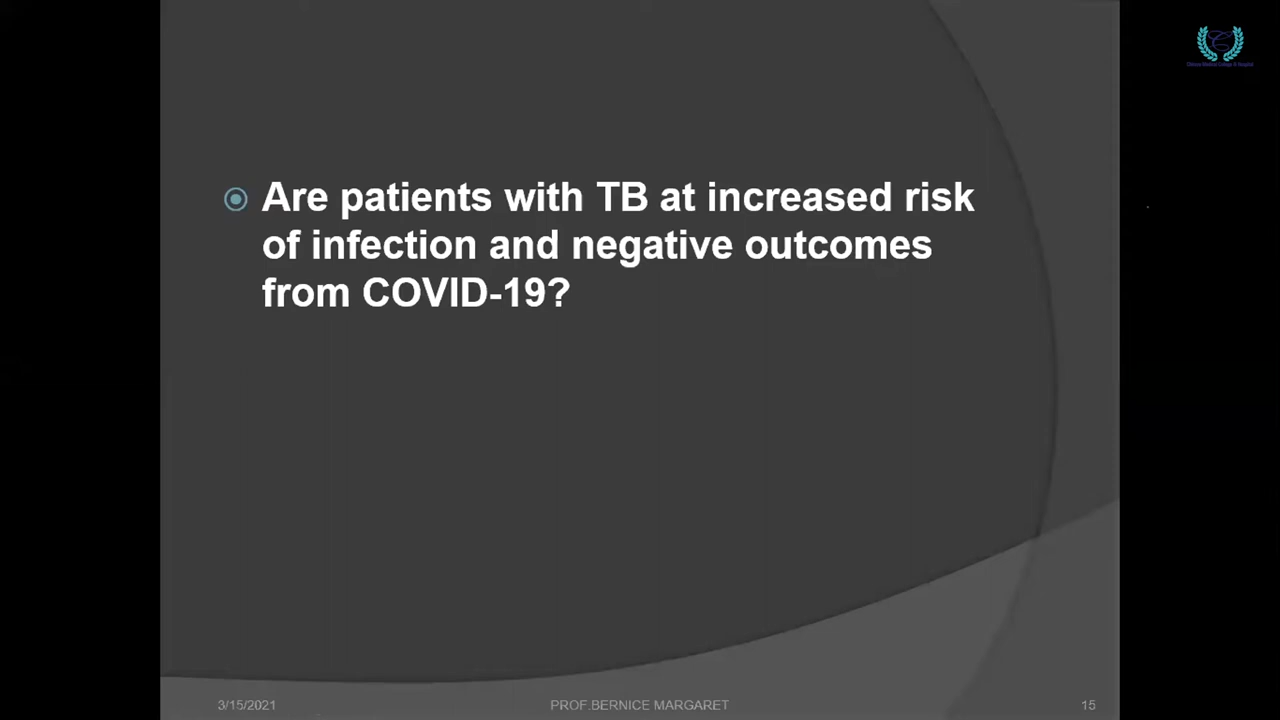 Are patients with TB at increased risk
of infection and negative outcomes
from COVID-19?
3/15/2021
PROF.BERNICE MARGARET
15